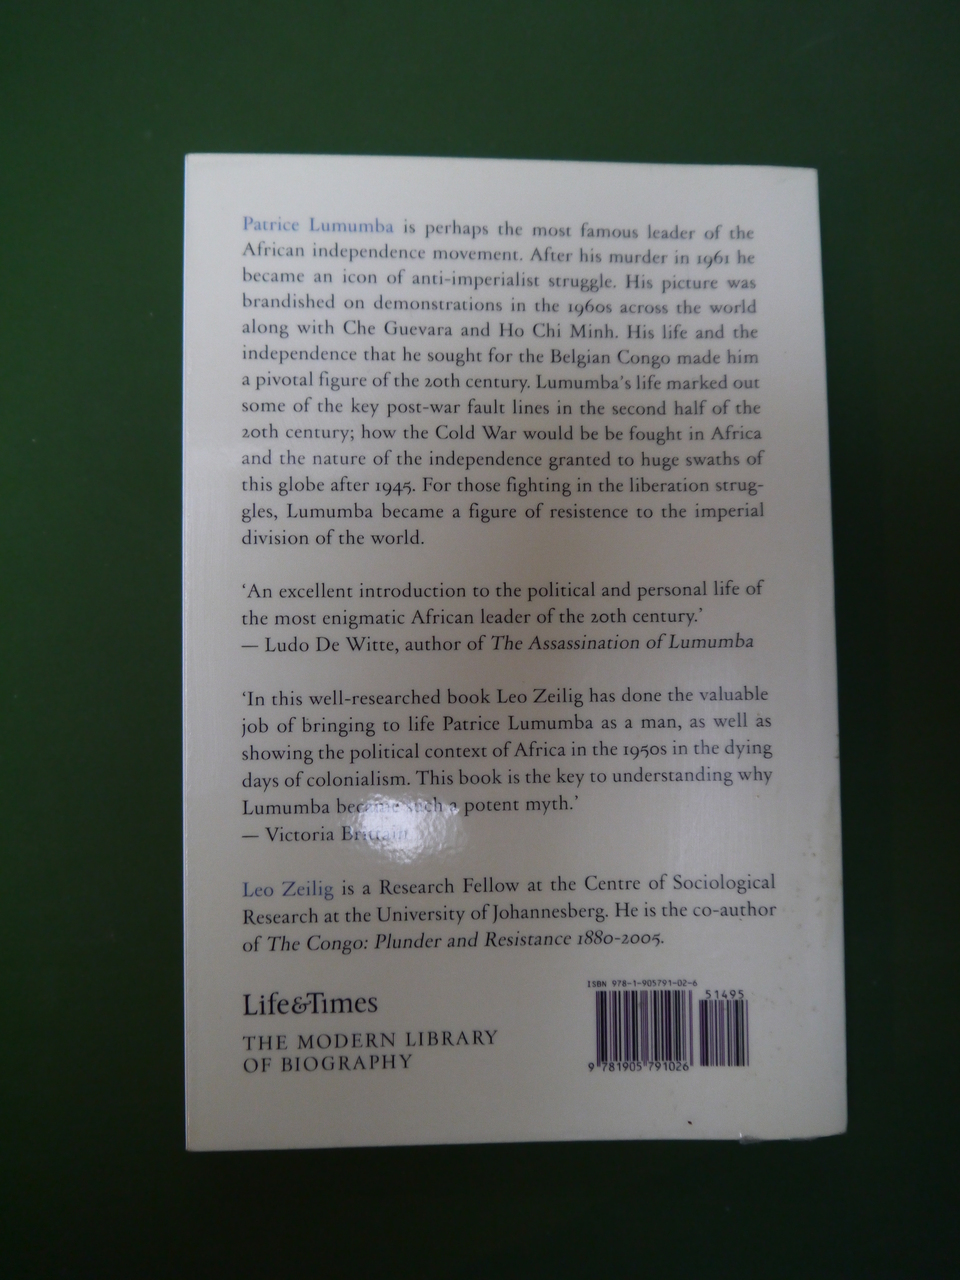 Patrice Lumumba is perhaps the most famous leader of the
African independence movement. After his murder in 1961 he
became an icon of anti-imperialist struggle. His picture was
brandished on demonstrations in the 1960s across the world
along with Che Guevara and Ho Chi Minh. His life and the
independence that he sought for the Belgian Congo made him
a pivotal figure of the 20th century. Lumumba's life marked out
some of the key post-war fault lines in the second half of the
20th century; how the Cold War would be be fought in Africa
and the nature of the independence granted to huge swaths of
this globe after 1945. For those fighting in the liberation strug-
gles, Lumumba became a figure of resistence to the imperial
division of the world.
'An excellent introduction to the political and personal life of
the most enigmatic African leader of the 20th century.'
— Ludo De Witte, author of The Assassination of Lumumba
'In this well-researched book Leo Zeilig has done the valuable
job of bringing to life Patrice Lumumba as a man, as well as
showing the political context of Africa in the 1950s in the dying
days of colonialism. This book is the key to understanding why
Lumumba became such a potent myth.'
— Victoria Brittain
Leo Zeilig is a Research Fellow at the Centre of Sociological
Research at the University of Johannesberg. He is the co-author
of The Congo: Plunder and Resistance 1880-2005.
Life&Times
THE MODERN LIBRARY
OF BIOGRAPHY
ISBN 978-1-905791-02-6
51495
9 781905 791026